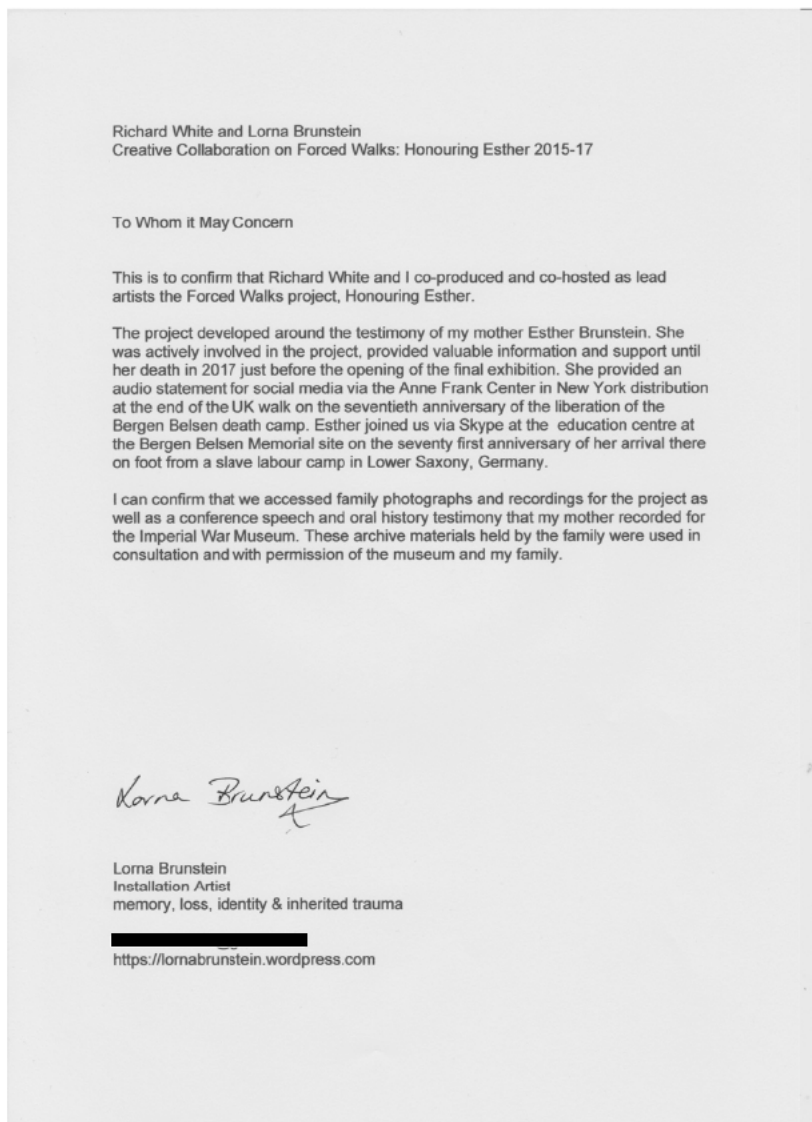 Richard White and Lorna Brunstein
Creative Collaboration on Forced Walks: Honouring Esther 2015-17
To Whom it May Concern
This is to confirm that Richard White and I co-produced and co-hosted as lead
artists the Forced Walks project, Honouring Esther.
The project developed around the testimony of my mother Esther Brunstein. She
was actively involved in the project, provided valuable information and support until
her death in 2017 just before the opening of the final exhibition. She provided an
audio statement for social media via the Anne Frank Center in New York distribution
at the end of the UK walk on the seventieth anniversary of the liberation of the
Bergen Belsen death camp. Esther joined us via Skype at the education centre at
the Bergen Belsen Memorial site on the seventy first anniversary of her arrival there
on foot from a slave labour camp in Lower Saxony, Germany.
I can confirm that we accessed family photographs and recordings for the project as
well as a conference speech and oral history testimony that my mother recorded for
the Imperial War Museum. These archive materials held by the family were used in
consultation and with permission of the museum and my family.
Lorna Brunstein
Lorna Brunstein
Installation Artist
memory, loss, identity & inherited trauma
https://lornabrunstein.wordpress.com